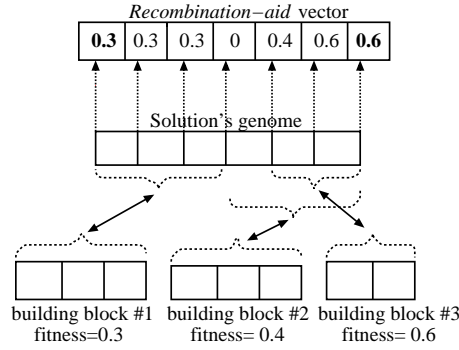 Recombination-aid vector
0.3 0.3 0.3 0 0.4 0.6 0.6
Solution's genome
building block #1 building block #2 building block #3
fitness=0.3 fitness= 0.4 fitness= 0.6